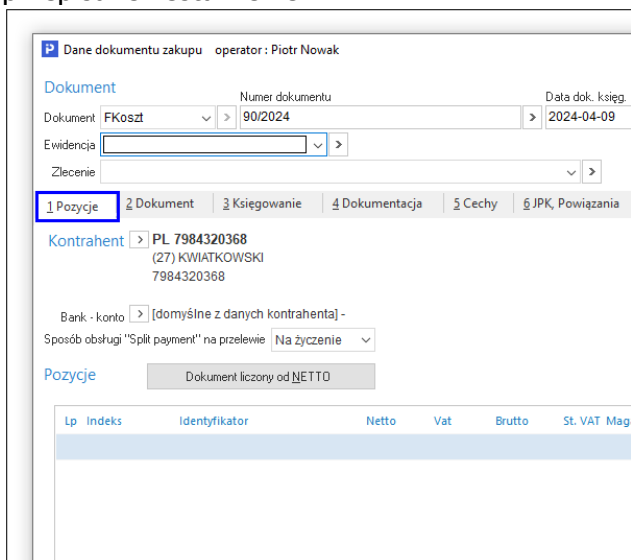 Dane dokumentu zakupu operator : Piotr Nowak
Dokument
Numer dokumentu Data dok. księg.
Dokument FKoszt > 90/2024 > 2024-04-09
Ewidencja >
Zlecenie >
1 Pozycje 2 Dokument 3 Księgowanie 4 Dokumentacja 5 Cechy 6 JPK, Powiązania
Kontrahent > PL 7984320368
(27) KWIATKOWSKI
7984320368
Bank - konto > [domyślne z danych kontrahenta] -
Sposób obsługi "Split payment" na przelewie Na życzenie
Pozycje Dokument liczony od NETTO
Lp Indeks Identyfikator Netto Vat Brutto St. VAT Mag